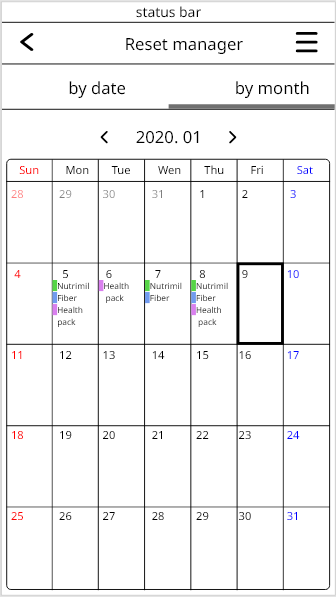 status bar
Reset manager
by date by month
2020. 01
Sun Mon Tue Wen Thu Fri Sat
28 29 30 31 1 2 3
4 5 6 7 8 9 10
Nutrimil Health Nutrimil Nutrimil
Fiber pack Fiber Fiber
Health Health
pack pack
11 12 13 14 15 16 17
18 19 20 21 22 23 24
25 26 27 28 29 30 31